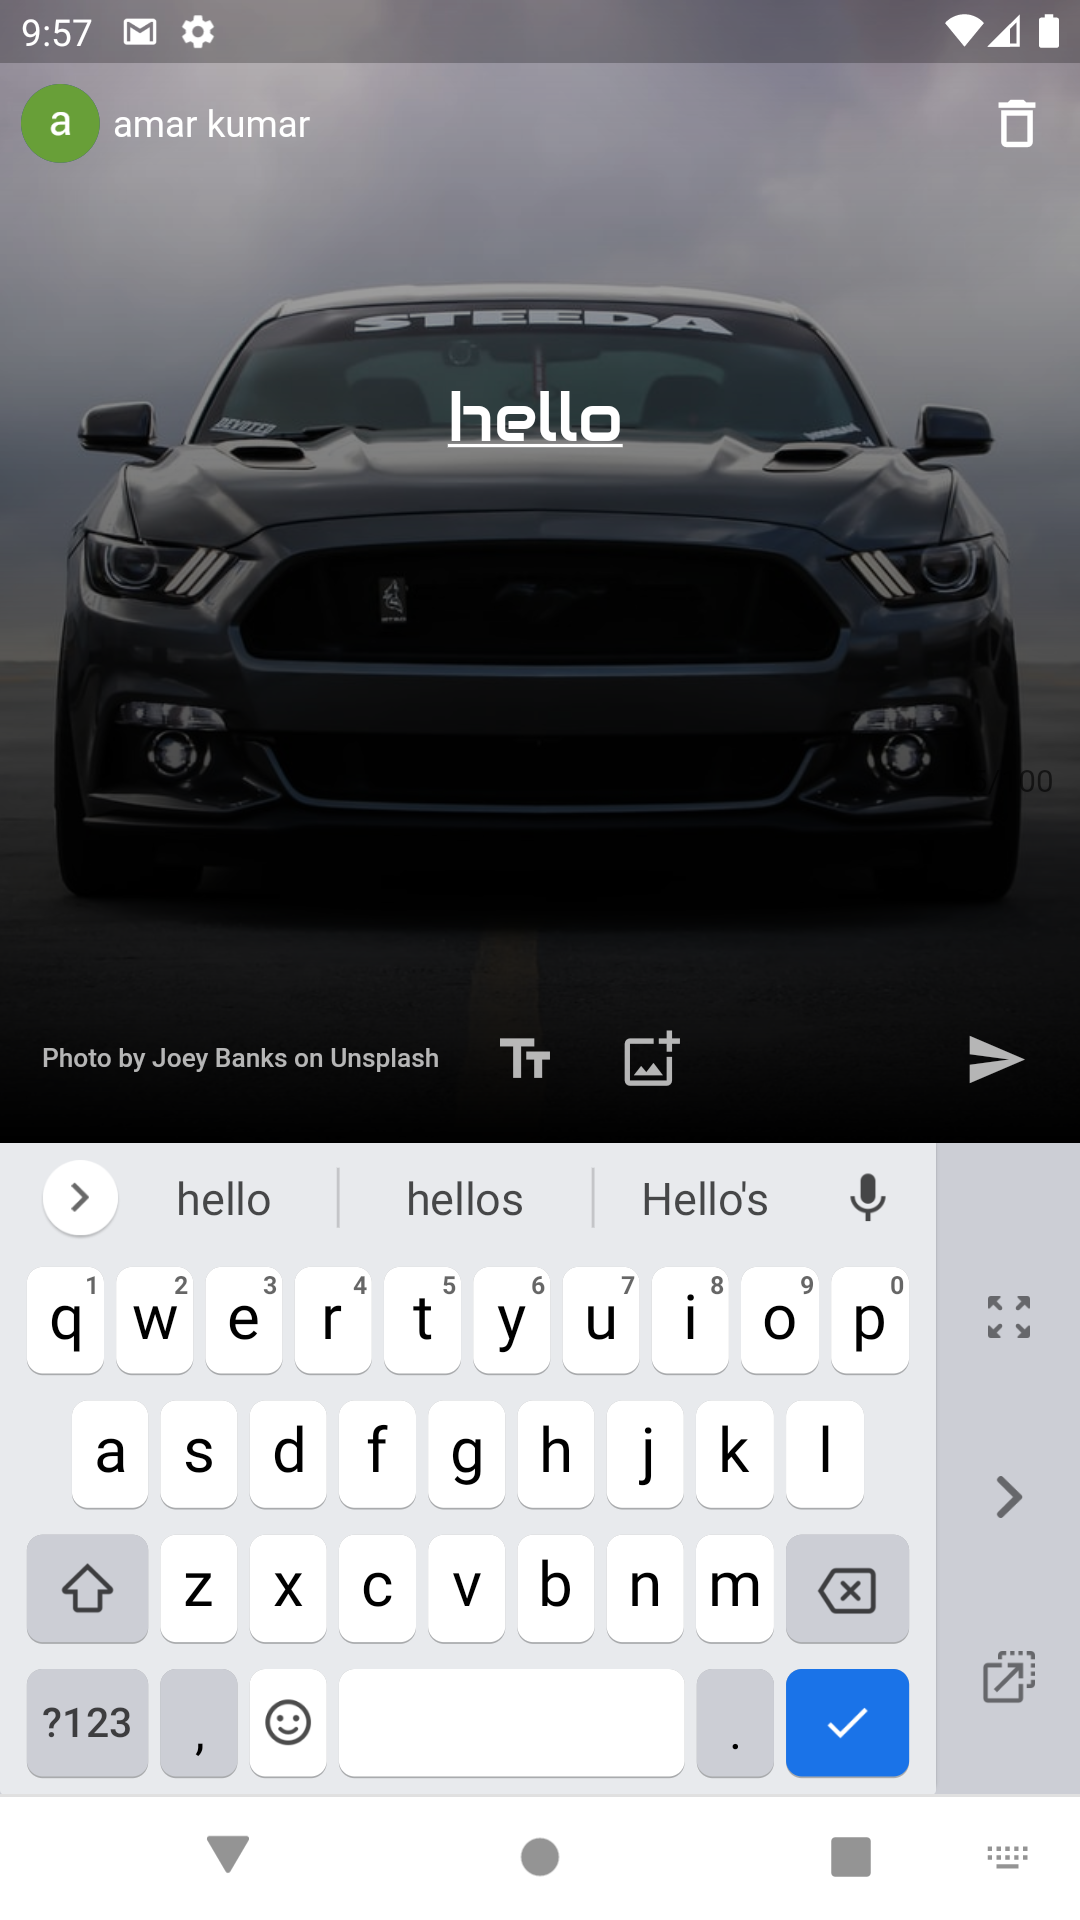 9:57
a amar kumar
STEEDA
DEVOTED
hello
00
Photo by Joey Banks on Unsplash
hello hellos Hello's
q1 w2 e3 r4 t5 y6 u7 i8 o9 p0
a s d f g h j k l
z x c v b n m
?123 , .